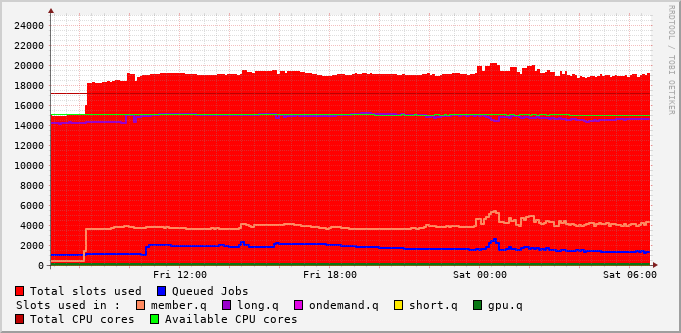 RRDTOOL / TOBI OETIKER
24000
22000
20000
18000
16000
14000
12000
10000
8000
6000
4000
2000
0
Fri 12:00 Fri 18:00 Sat 00:00 Sat 06:00
Total slots used Queued Jobs
Slots used in : member.q long.q ondemand.q short.q gpu.q
Total CPU cores Available CPU cores